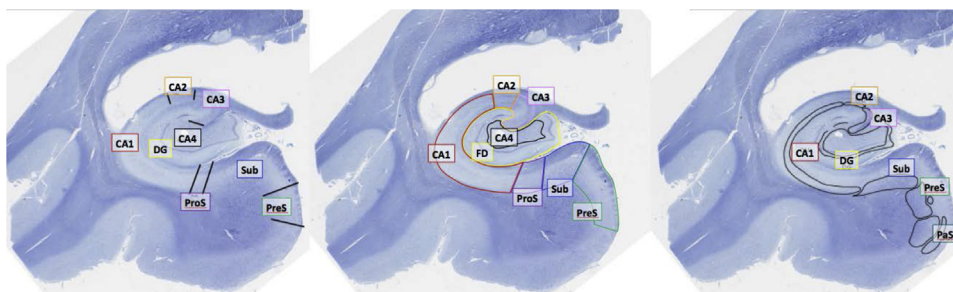 CA2
CA3
CA4
CA1
DG
Sub
ProS
PreS
CA2
CA3
CA4
CA1
FD
Sub
ProS
PreS
CA2
CA3
CA1
DG
Sub
PreS
PaS